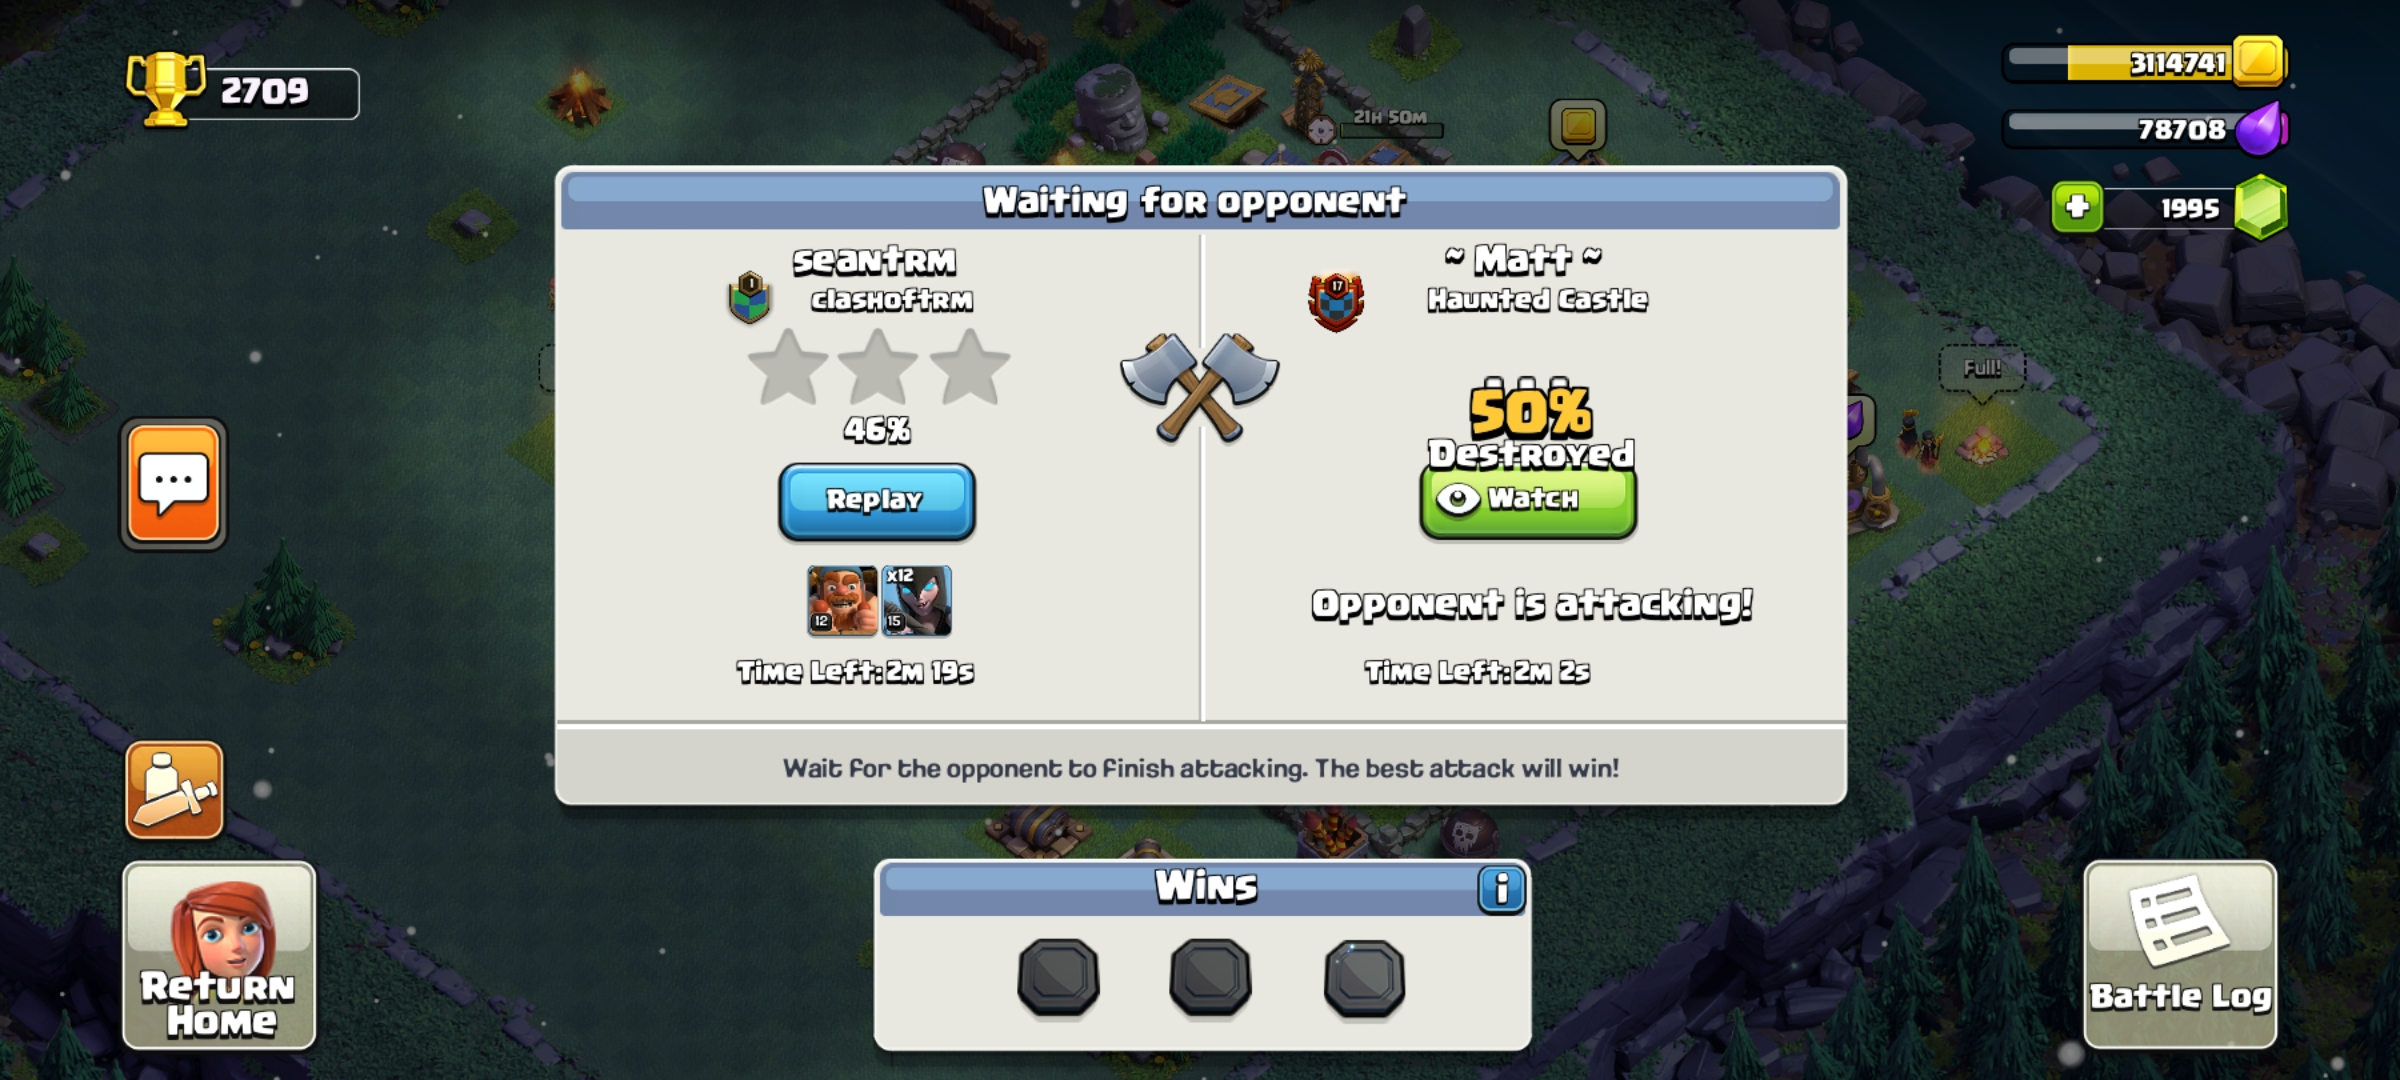 2709
3114741
78708
1995
21H 50M
Full!
Waiting for opponent
seantrm
clashoftrm
1
46%
Replay
x12
12
15
Time Left: 2m 19s
~ Matt ~
Haunted Castle
17
50%
Destroyed
Watch
Opponent is attacking!
Time Left: 2m 2s
Wait for the opponent to finish attacking. The best attack will win!
Wins
i
Return
Home
Battle Log